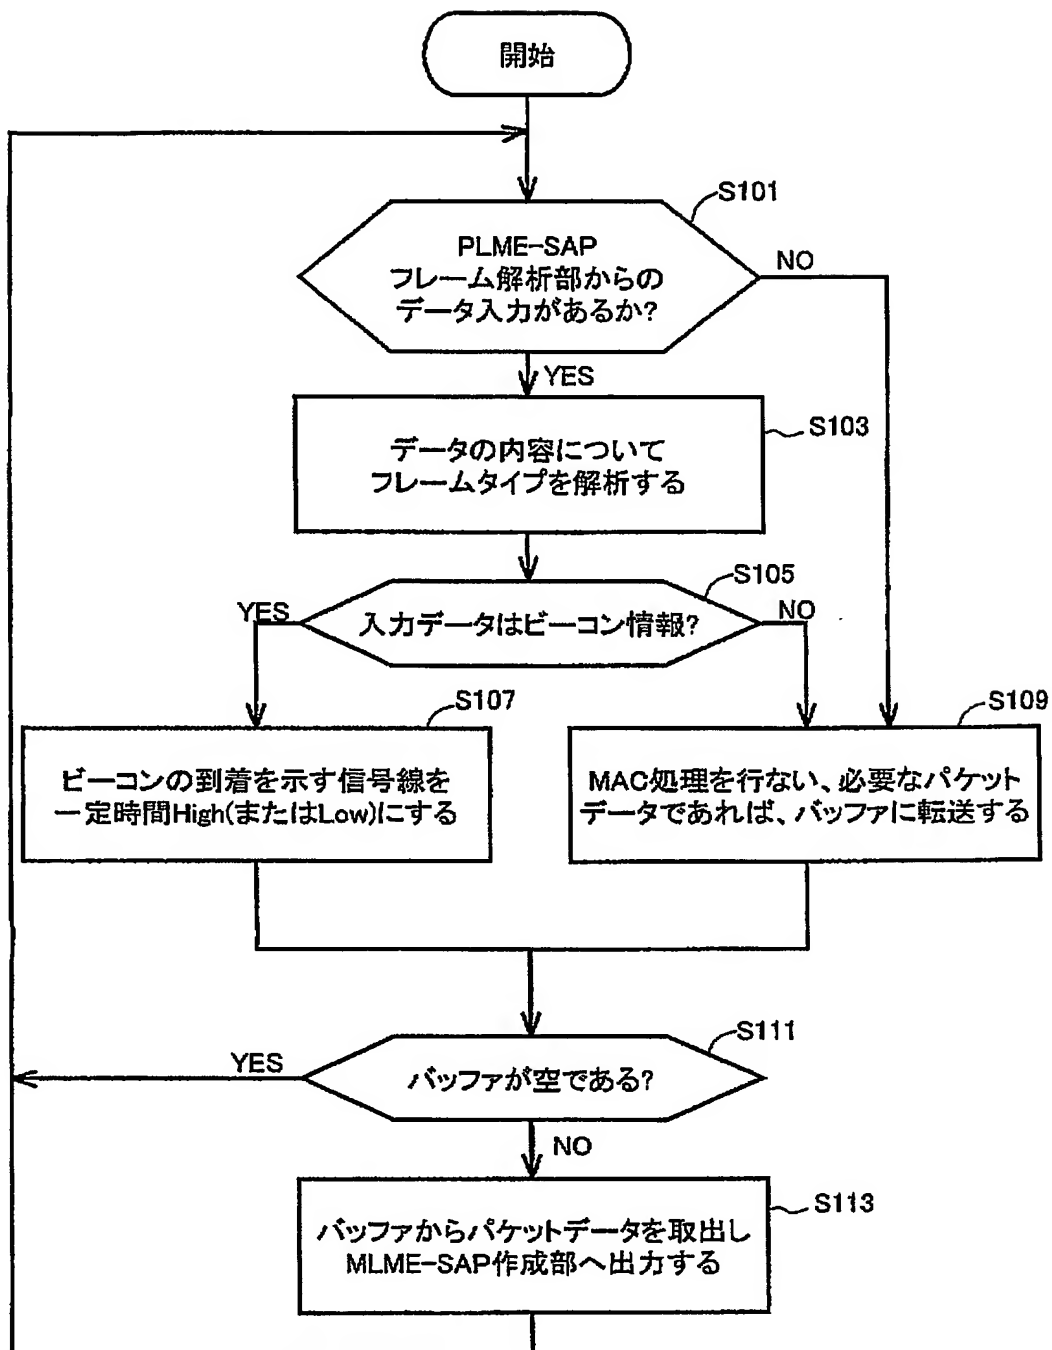 開始
S101
PLME-SAP
フレーム解析部からの
データ入力があるか?
NO
YES
S103
データの内容について
フレームタイプを解析する
S105
YES
入力データはビーコン情報?
NO
S107
S109
ビーコンの到着を示す信号線を
一定時間High(またはLow)にする
MAC処理を行ない、必要なパケット
データであれば、バッファに転送する
S111
YES
バッファが空である?
NO
S113
バッファからパケットデータを取出し
MLME-SAP作成部へ出力する